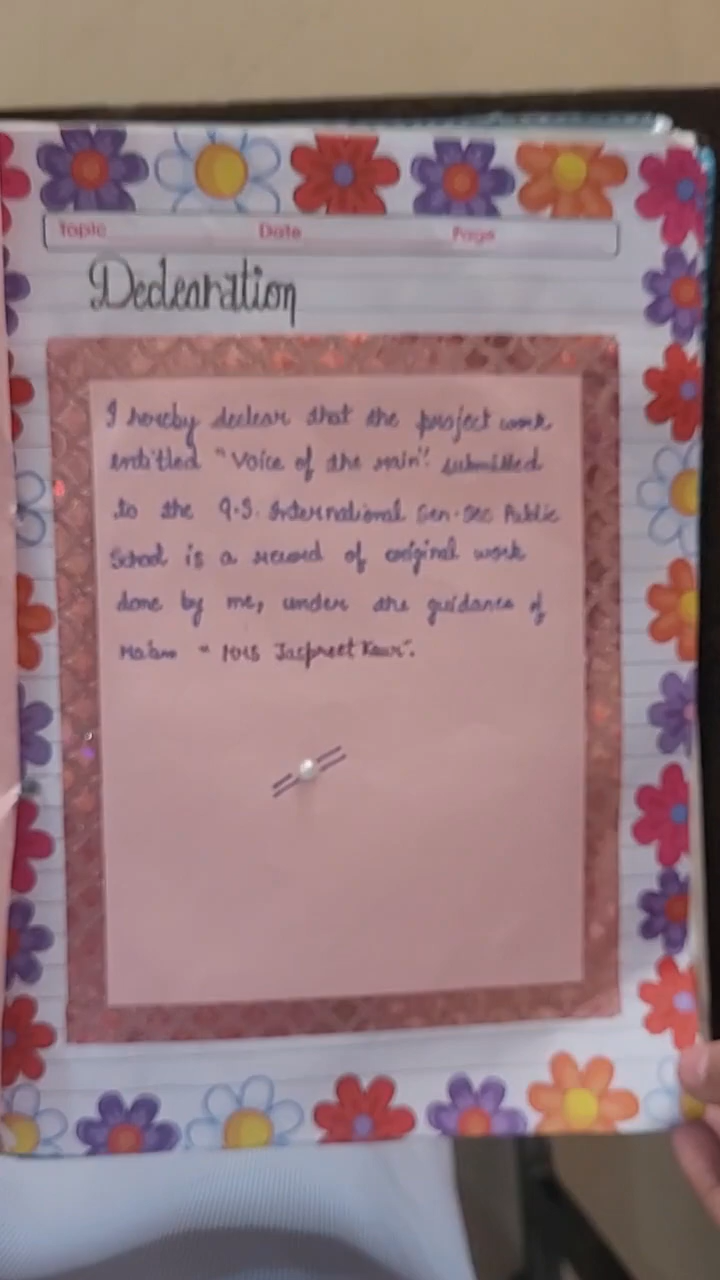 Topic Date Page
Declearation
I hereby declear that the project work
entitled "Voice of the rain". submitted
to the G.S. International Sen-Sec Public
School is a record of original work
done by me, under the guidance of
Ma'am "Jaspreet Kaur".